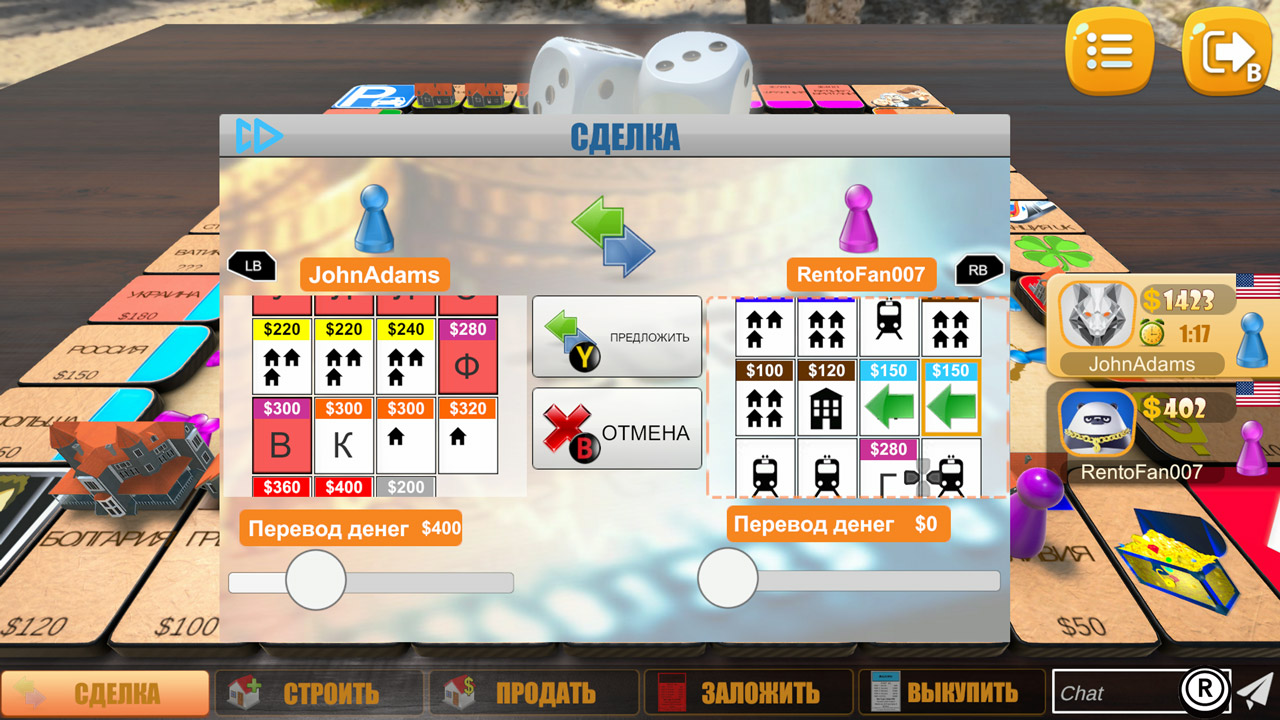 СДЕЛКА
B
LB
JohnAdams
RentoFan007
RB
$220 $220 $240 $280
Ф
$300 $300 $300 $320
В К
$360 $400 $200
ПРЕДЛОЖИТЬ
Y
ОТМЕНА
B
$100 $120 $150 $150
$280
Г
Перевод денег $400
Перевод денег $0
$1423
1:17
JohnAdams
$402
RentoFan007
P
ВАТИК
???
УКРАИНА
$180
РОССИЯ
$150
БОЛГАРИЯ
$120
$100
$50
СДЕЛКА
СТРОИТЬ
ПРОДАТЬ
ЗАЛОЖИТЬ
ВЫКУПИТЬ
Chat
R